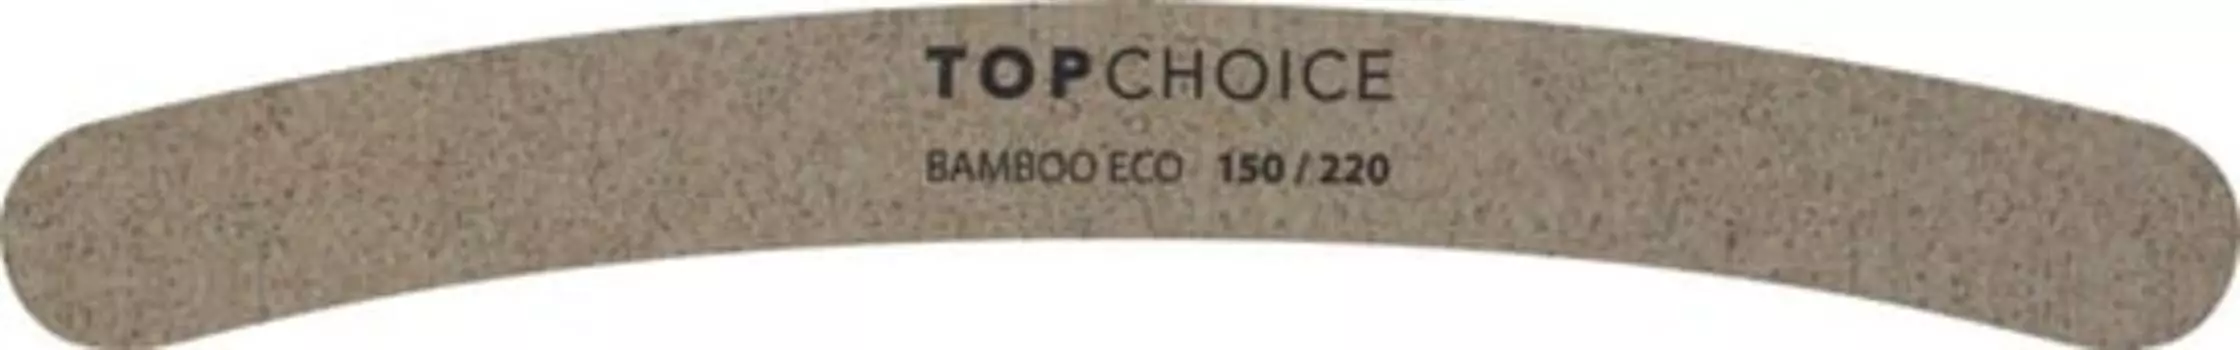 TOPCHOICE
BAMBOO ECO 150 / 220